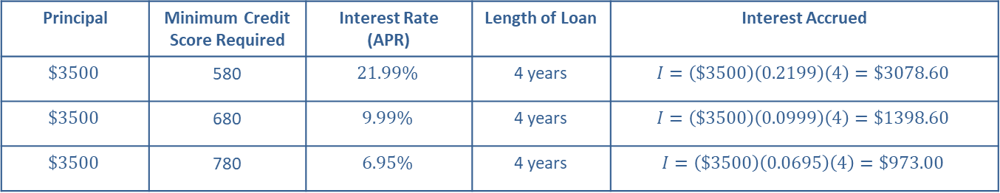 Principal Minimum Credit Score Required Interest Rate (APR) Length of Loan Interest Accrued
$3500 580 21.99% 4 years I = ($3500)(0.2199)(4) = $3078.60
$3500 680 9.99% 4 years I = ($3500)(0.0999)(4) = $1398.60
$3500 780 6.95% 4 years I = ($3500)(0.0695)(4) = $973.00